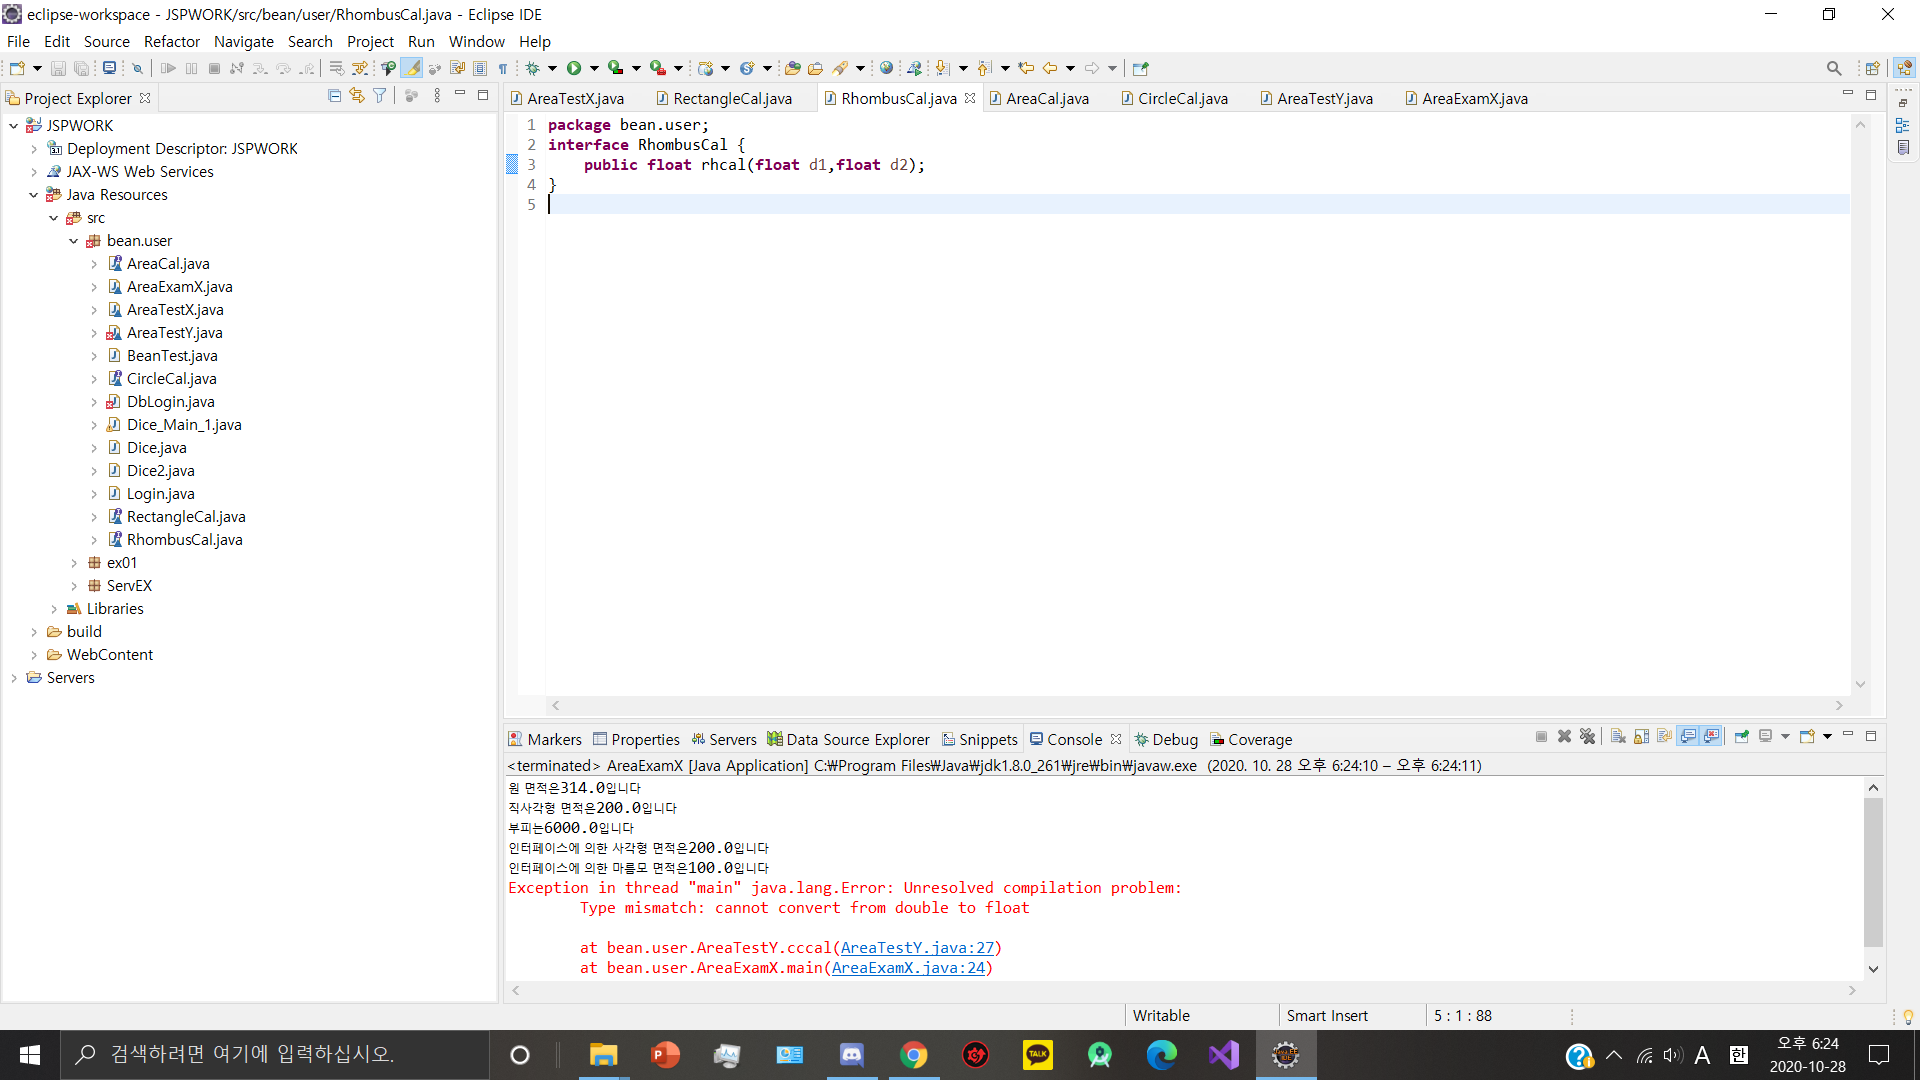 eclipse-workspace - JSPWORK/src/bean/user/RhombusCal.java - Eclipse IDE
File Edit Source Refactor Navigate Search Project Run Window Help
Project Explorer
JSPWORK
Deployment Descriptor: JSPWORK
JAX-WS Web Services
Java Resources
src
bean.user
AreaCal.java
AreaExamX.java
AreaTestX.java
AreaTestY.java
BeanTest.java
CircleCal.java
DbLogin.java
Dice_Main_1.java
Dice.java
Dice2.java
Login.java
RectangleCal.java
RhombusCal.java
ex01
ServEX
Libraries
build
WebContent
Servers
AreaTestX.java RectangleCal.java RhombusCal.java AreaCal.java CircleCal.java AreaTestY.java AreaExamX.java
1 package bean.user;
2 interface RhombusCal {
3 public float rhcal(float d1,float d2);
4 }
5
Markers Properties Servers Data Source Explorer Snippets Console Debug Coverage
<terminated> AreaExamX [Java Application] C:₩Program Files₩Java₩jdk1.8.0_261₩jre₩bin₩javaw.exe (2020. 10. 28 오후 6:24:10 – 오후 6:24:11)
원 면적은314.0입니다
직사각형 면적은200.0입니다
부피는6000.0입니다
인터페이스에 의한 사각형 면적은200.0입니다
인터페이스에 의한 마름모 면적은100.0입니다
Exception in thread "main" java.lang.Error: Unresolved compilation problem:
Type mismatch: cannot convert from double to float
at bean.user.AreaTestY.cccal(AreaTestY.java:27)
at bean.user.AreaExamX.main(AreaExamX.java:24)
Writable Smart Insert 5 : 1 : 88
검색하려면 여기에 입력하십시오.
TALK
A 한
오후 6:24
2020-10-28